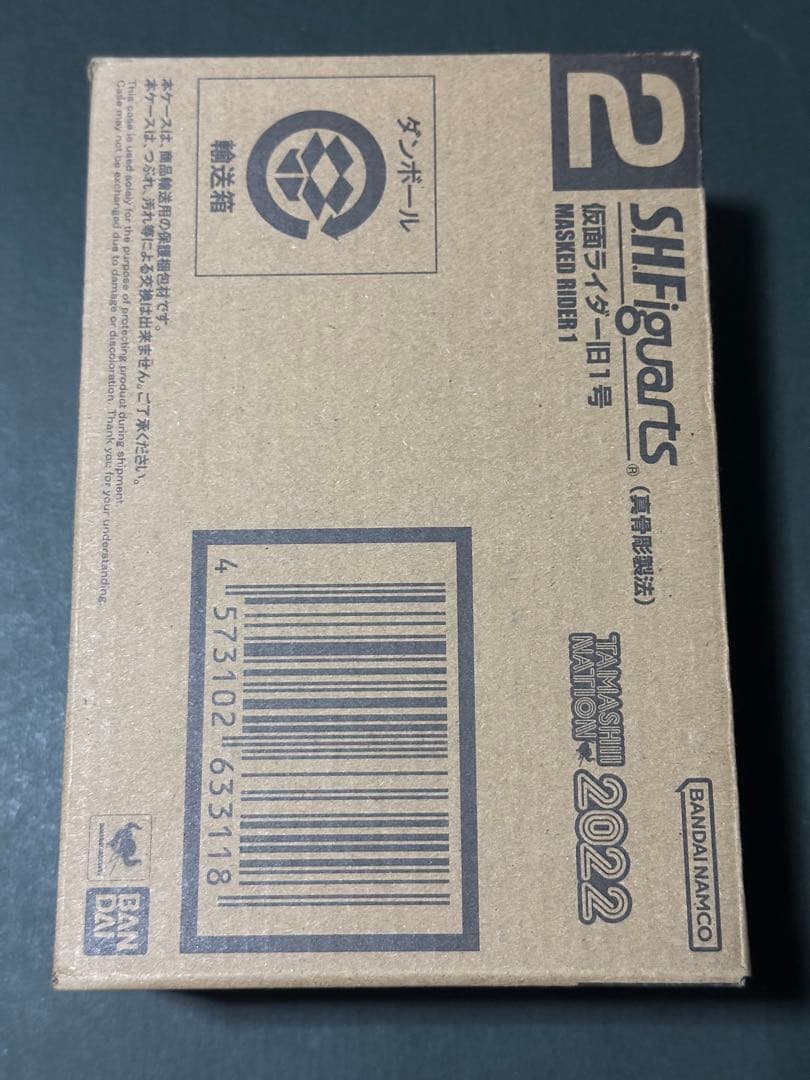 2
S.H.Figuarts®(真骨彫製法)
仮面ライダー旧1号
MASKED RIDER 1
TAMASHIII
NATION
2022
BANDAI NAMCO
ダンボール
輸送箱
本ケースは、商品輸送用の保護梱包材です。
本ケースは、つぶれ、汚れ等による交換は出来ません。ご了承ください。
This case is used solely for the purpose of protecting product during shipment.
Case may not be exchanged due to damage or discoloration. Thank you for your understanding.
4 573102 633118
BAN
DAI